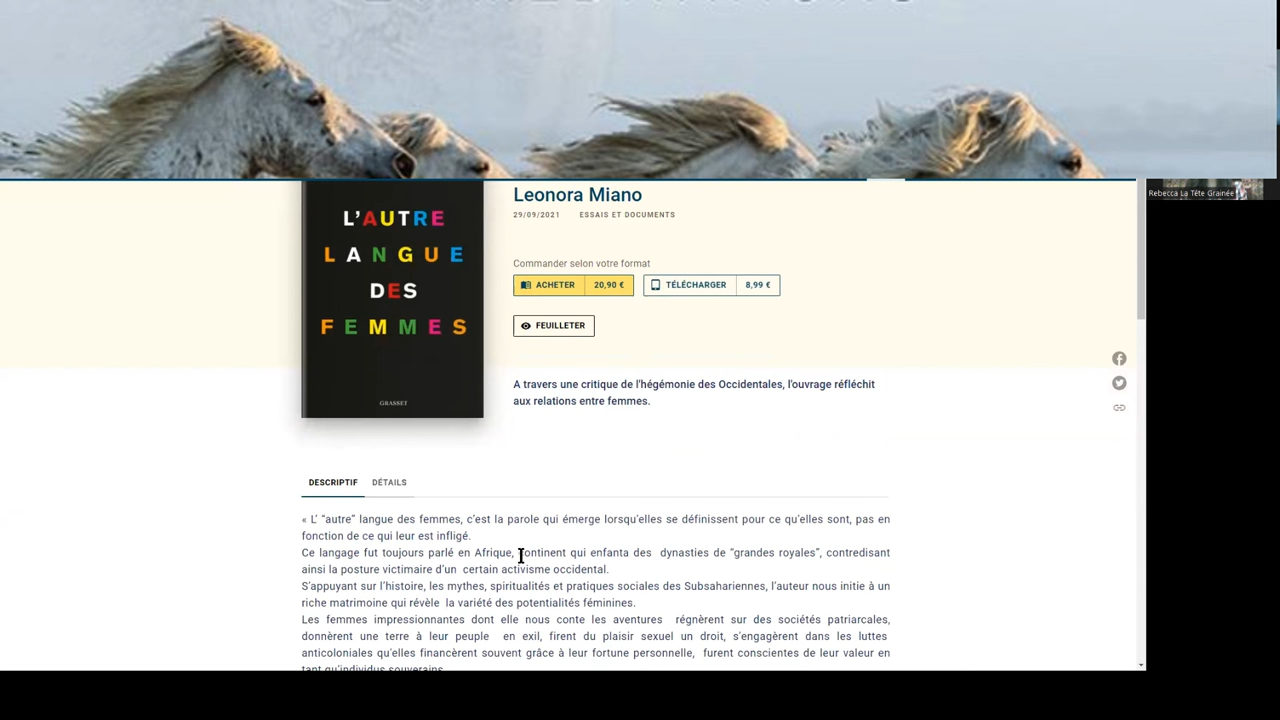 Leonora Miano
Rebecca La Tête Grainée
29/09/2021 ESSAIS ET DOCUMENTS
L'AUTRE
LANGUE
DES
FEMMES
GRASSET
Commander selon votre format
ACHETER 20,90 € TÉLÉCHARGER 8,99 €
FEUILLETER
A travers une critique de l'hégémonie des Occidentales, l'ouvrage réfléchit
aux relations entre femmes.
DESCRIPTIF DÉTAILS
« L' “autre” langue des femmes, c'est la parole qui émerge lorsqu'elles se définissent pour ce qu'elles sont, pas en
fonction de ce qui leur est infligé.
Ce langage fut toujours parlé en Afrique, continent qui enfanta des dynasties de “grandes royales”, contredisant
ainsi la posture victimaire d'un certain activisme occidental.
S'appuyant sur l'histoire, les mythes, spiritualités et pratiques sociales des Subsahariennes, l'auteur nous initie à un
riche matrimoine qui révèle la variété des potentialités féminines.
Les femmes impressionnantes dont elle nous conte les aventures régnèrent sur des sociétés patriarcales,
donnèrent une terre à leur peuple en exil, firent du plaisir sexuel un droit, s'engagèrent dans les luttes
anticoloniales qu'elles financèrent souvent grâce à leur fortune personnelle, furent conscientes de leur valeur en
tant qu'individus souverains.